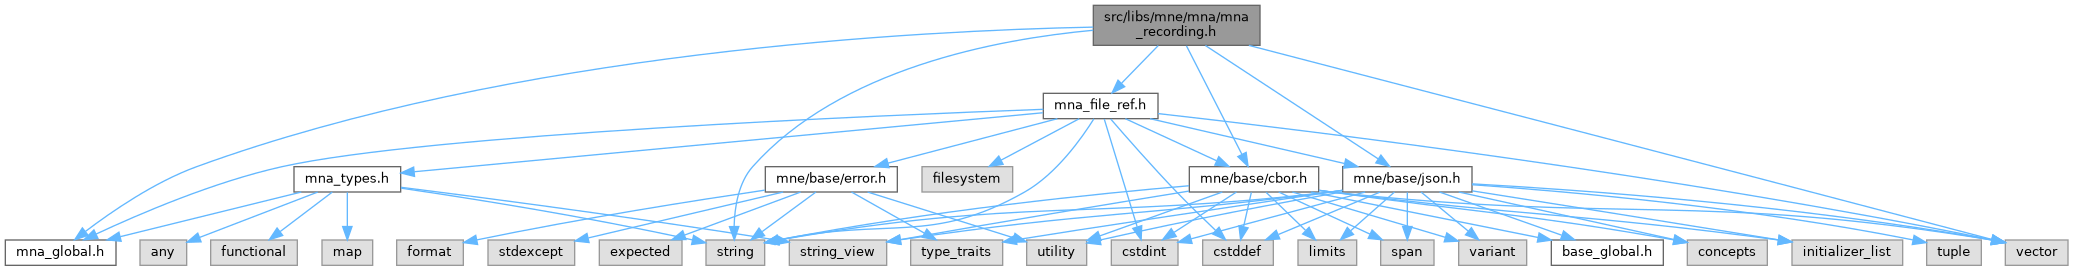 src/libs/mne/mna/mna
_recording.h
mna_file_ref.h
mna_types.h
mne/base/error.h
filesystem
mne/base/cbor.h
mne/base/json.h
mna_global.h
any
functional
map
format
stdexcept
expected
string
string_view
type_traits
utility
cstdint
cstddef
limits
span
variant
base_global.h
concepts
initializer_list
tuple
vector